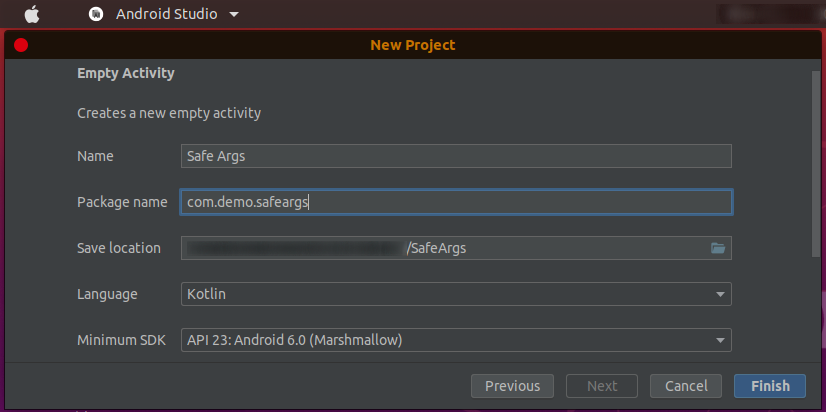 Android Studio
New Project
Empty Activity
Creates a new empty activity
Name Safe Args
Package name com.demo.safeargs
Save location /SafeArgs
Language Kotlin
Minimum SDK API 23: Android 6.0 (Marshmallow)
Previous Next Cancel Finish